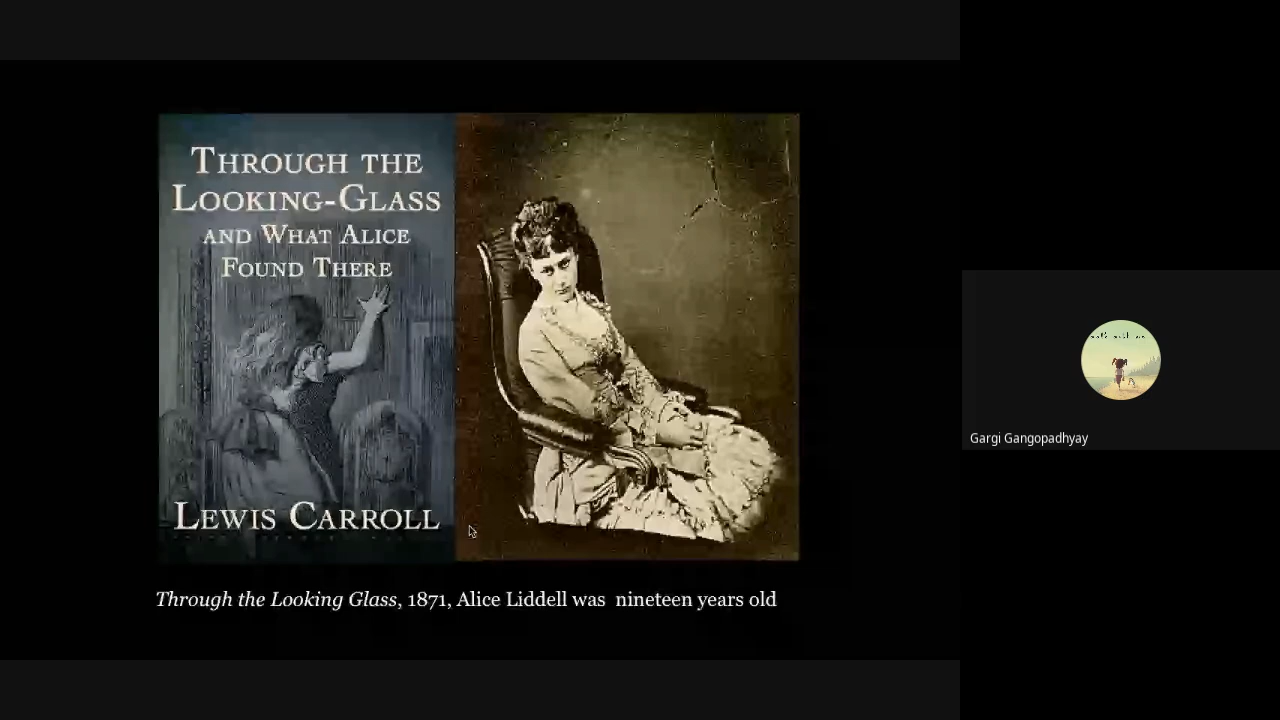 THROUGH THE
LOOKING-GLASS
AND WHAT ALICE
FOUND THERE
LEWIS CARROLL
Through the Looking Glass, 1871, Alice Liddell was  nineteen years old
Gargi Gangopadhyay